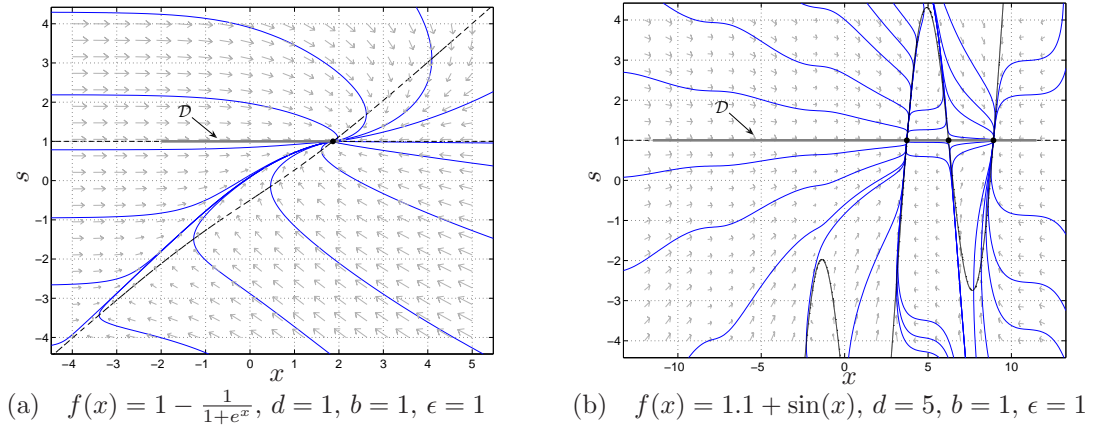 4
3
2
1
0
−1
−2
−3
−4
s
𝒟
−4 −3 −2 −1 0 1 2 3 4 5
x
(a) f(x) = 1 − \frac{1}{1+e^x}, d = 1, b = 1, ϵ = 1
4
3
2
1
0
−1
−2
−3
−4
s
𝒟
−10 −5 0 5 10
x
(b) f(x) = 1.1 + sin(x), d = 5, b = 1, ϵ = 1